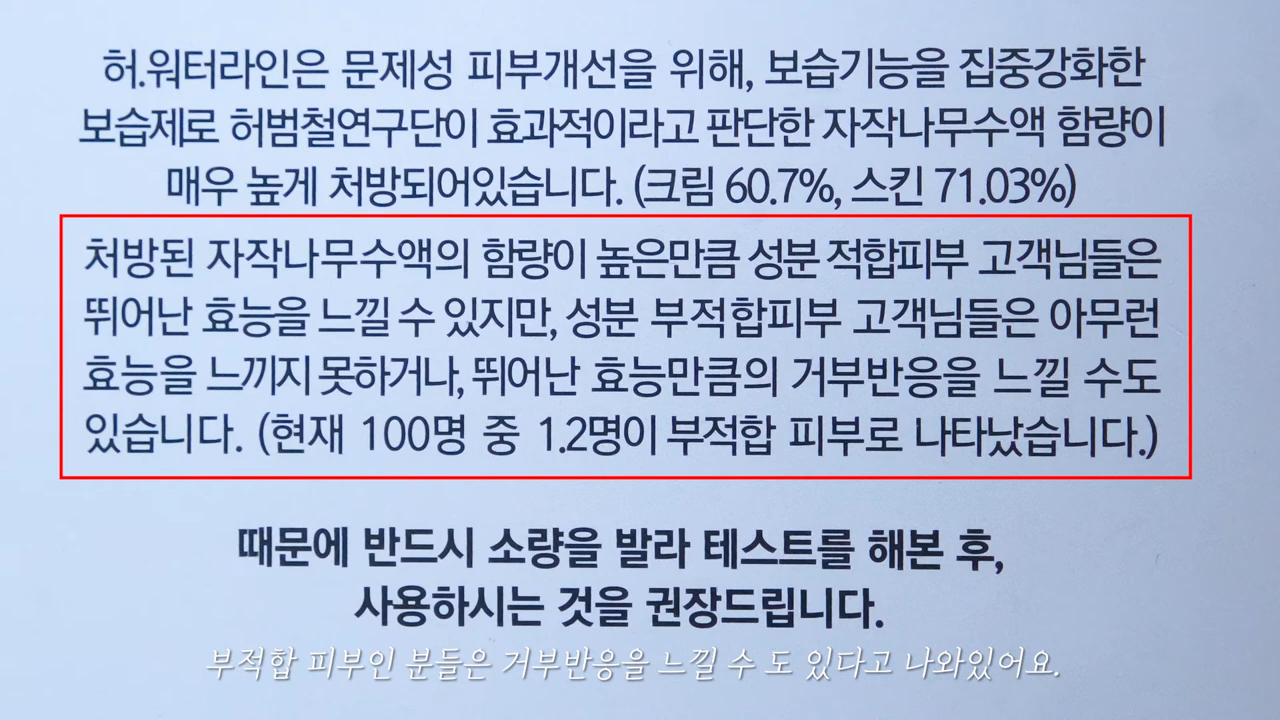 허.워터라인은 문제성 피부개선을 위해, 보습기능을 집중강화한
보습제로 허범철연구단이 효과적이라고 판단한 자작나무수액 함량이
매우 높게 처방되어있습니다. (크림 60.7%, 스킨 71.03%)
처방된 자작나무수액의 함량이 높은만큼 성분 적합피부 고객님들은
뛰어난 효능을 느낄 수 있지만, 성분 부적합피부 고객님들은 아무런
효능을 느끼지 못하거나, 뛰어난 효능만큼의 거부반응을 느낄 수도
있습니다. (현재 100명 중 1.2명이 부적합 피부로 나타났습니다.)
때문에 반드시 소량을 발라 테스트를 해본 후,
사용하시는 것을 권장드립니다.
부적합 피부인 분들은 거부반응을 느낄 수 도 있다고 나와있어요.